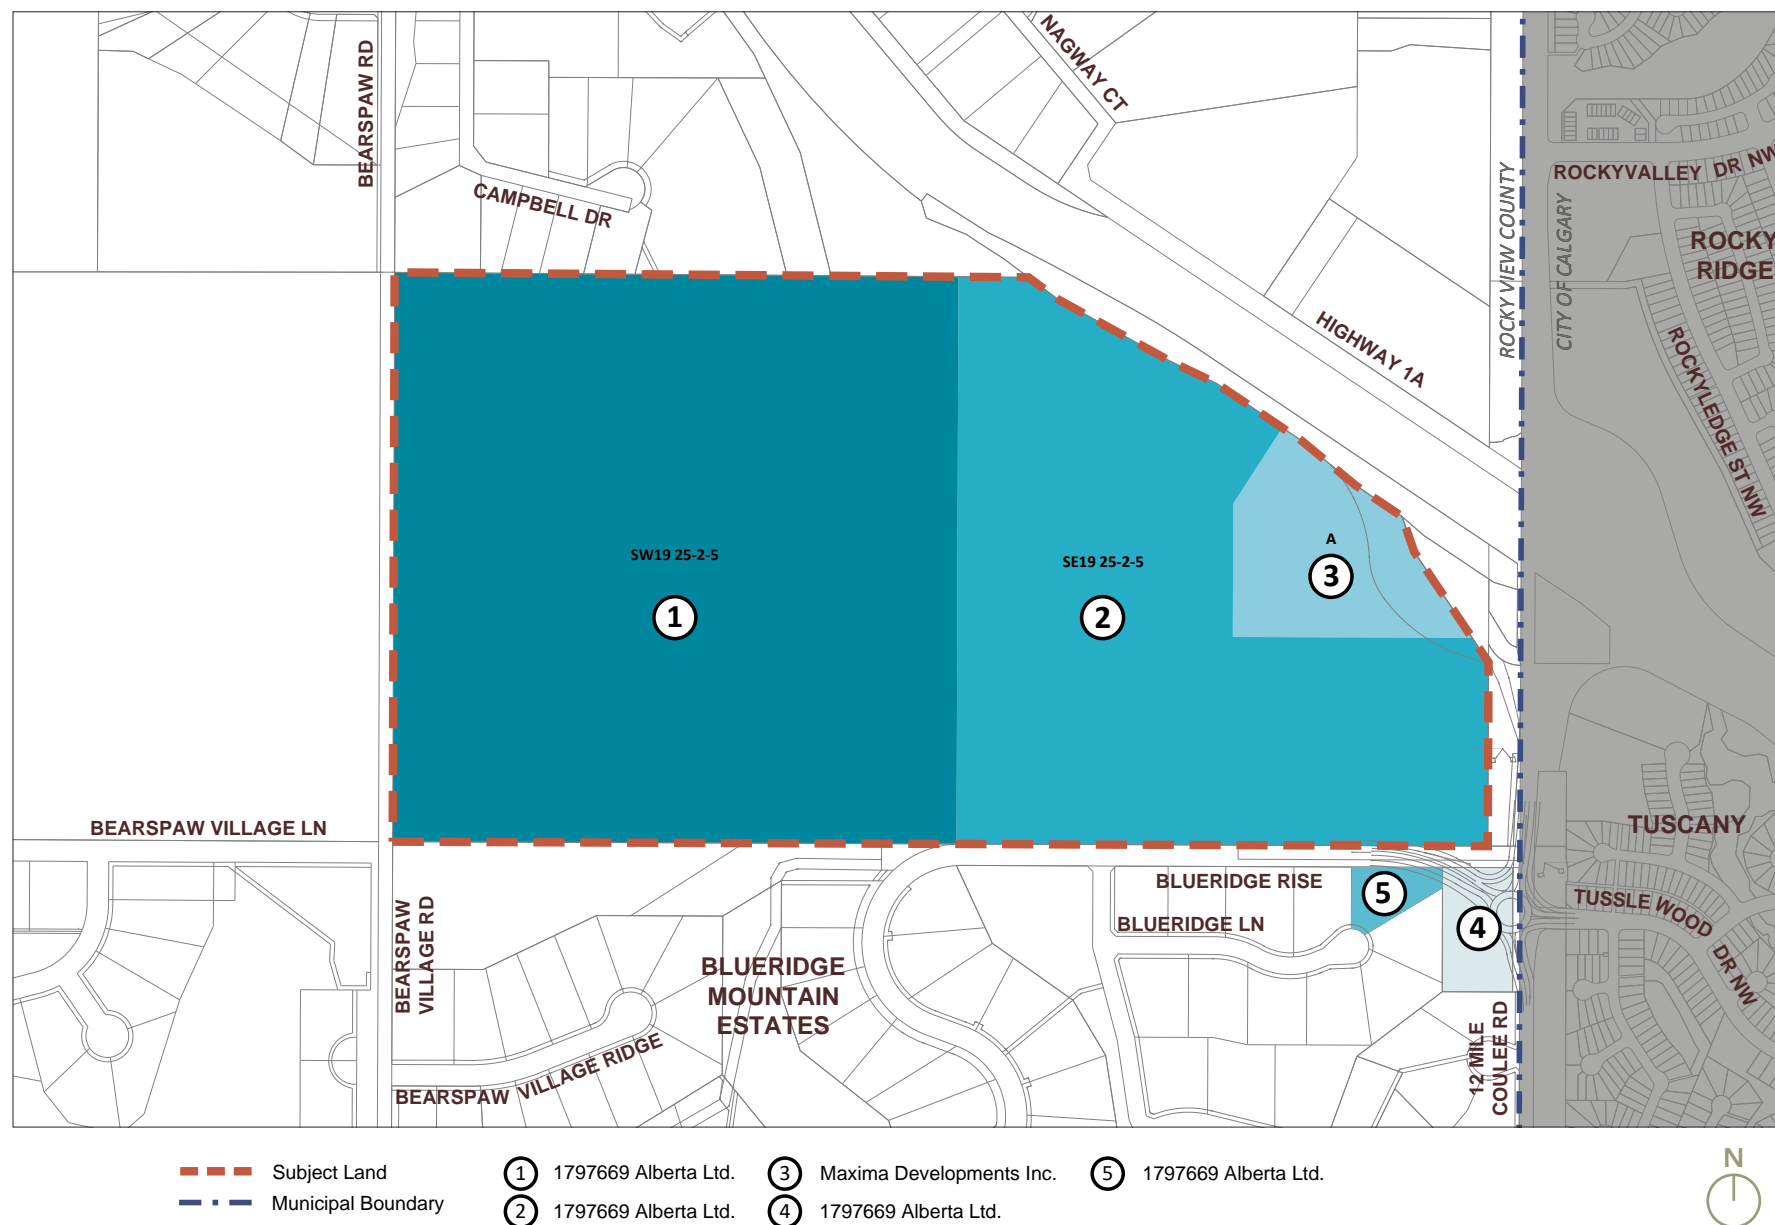 BEARSPAW RD
NAGWAY CT
CAMPBELL DR
ROCKYVALLEY DR NW
ROCKY VIEW COUNTY
CITY OF CALGARY
ROCKY
RIDGE
HIGHWAY 1A
ROCKYLEDGE ST NW
SW19 25-2-5
1
SE19 25-2-5
2
A
3
BEARSPAW VILLAGE LN
TUSCANY
BLUERIDGE RISE
5
TUSSLE WOOD DR NW
BLUERIDGE LN
4
BEARSPAW
VILLAGE RD
BLUERIDGE
MOUNTAIN
ESTATES
12 MILE
COULEE RD
BEARSPAW VILLAGE RIDGE
N
Subject Land
Municipal Boundary
1 1797669 Alberta Ltd.
2 1797669 Alberta Ltd.
3 Maxima Developments Inc.
4 1797669 Alberta Ltd.
5 1797669 Alberta Ltd.